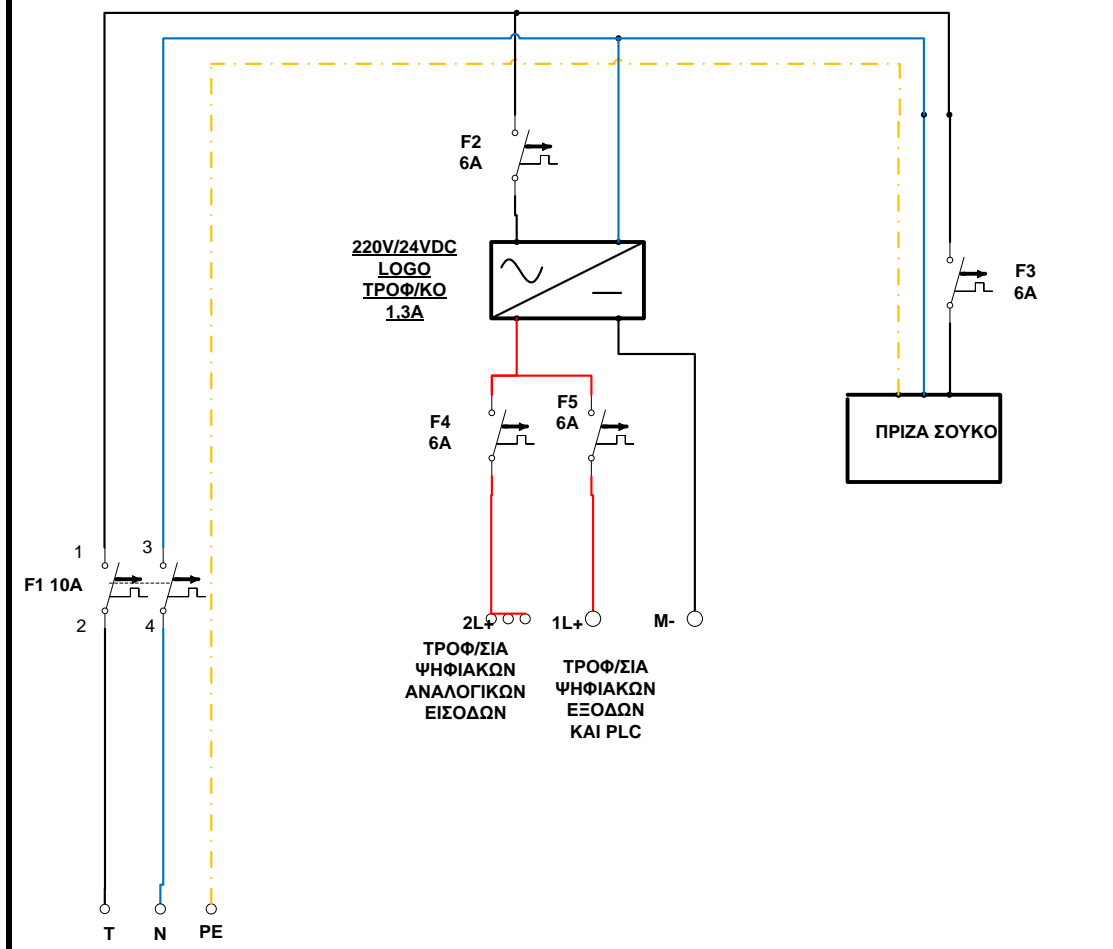 F2
6A
220V/24VDC
LOGO
ΤΡΟΦ/ΚΟ
1,3A
F3
6A
F4
6A
F5
6A
ΠΡΙΖΑ ΣΟΥΚΟ
1
3
F1 10A
2
4
2L+
1L+
M-
ΤΡΟΦ/ΣΙΑ
ΨΗΦΙΑΚΩΝ
ΑΝΑΛΟΓΙΚΩΝ
ΕΙΣΟΔΩΝ
ΤΡΟΦ/ΣΙΑ
ΨΗΦΙΑΚΩΝ
ΕΞΟΔΩΝ
ΚΑΙ PLC
T
N
PE